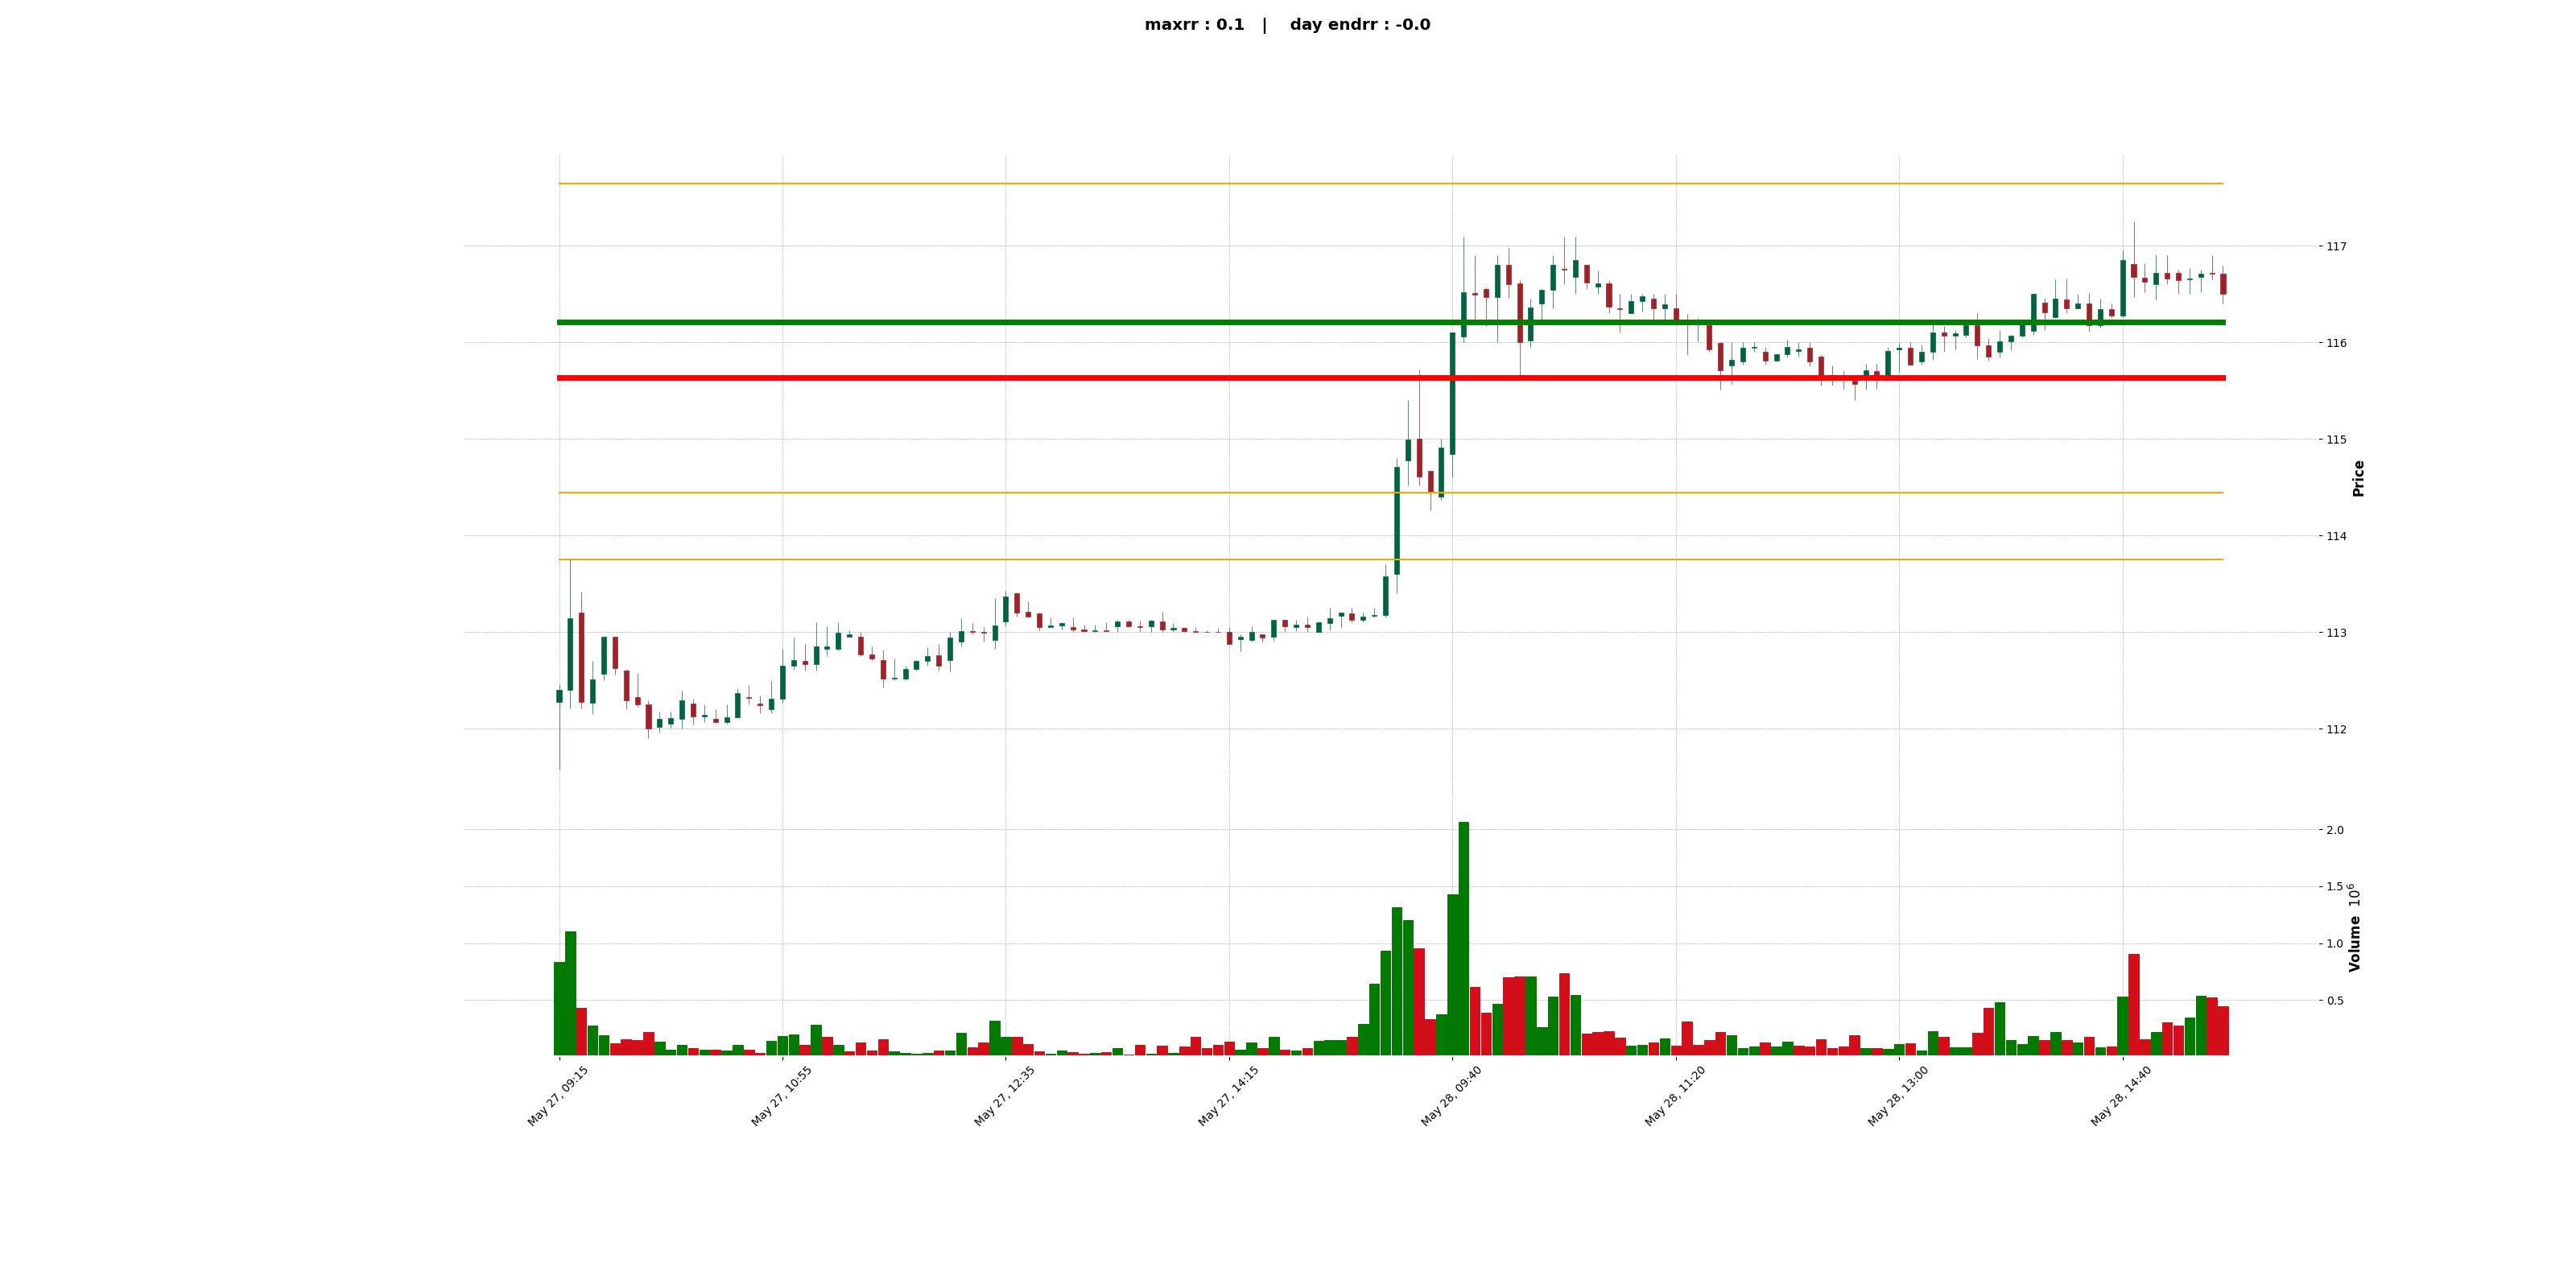 maxrr : 0.1 | day endrr : -0.0
117
116
115
114
113
112
Price
2.0
1.5
1.0
0.5
Volume 10⁶
May 27, 09:15
May 27, 10:55
May 27, 12:35
May 27, 14:15
May 28, 09:40
May 28, 11:20
May 28, 13:00
May 28, 14:40